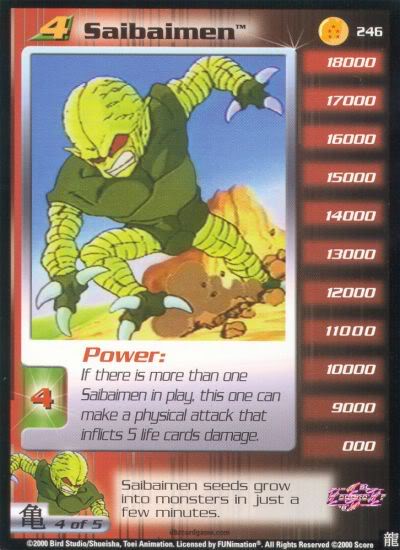 4 Saibaimen™ 246
18000
17000
16000
15000
14000
13000
12000
11000
10000
9000
000
Power:
If there is more than one
Saibaimen in play, this one can
make a physical attack that
inflicts 5 life cards damage.
4
Saibaimen seeds grow
into monsters in just a
few minutes.
亀 4 of 5
dbzcardgame.com
龍
©2000 Bird Studio/Shueisha, Toei Animation. Licensed by FUNimation®. All Rights Reserved ©2000 Score